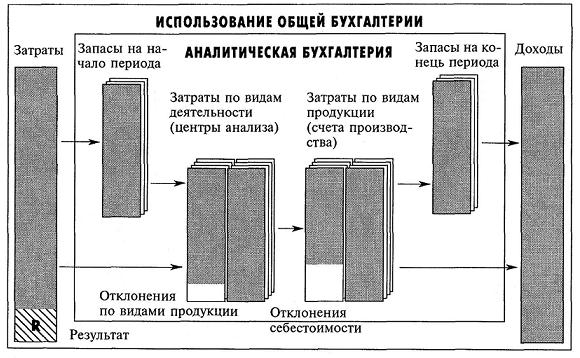 ИСПОЛЬЗОВАНИЕ ОБЩЕЙ БУХГАЛТЕРИИ
Затраты
Запасы на на-
чало периода
АНАЛИТИЧЕСКАЯ БУХГАЛТЕРИЯ
Запасы на ко-
нець периода
Доходы
Затраты по видам
деятельности
(центры анализа)
Затраты по видам
продукции
(счета производ-
ства)
Отклонения
по видами продукции
Отклонения
себестоимости
R
Результат